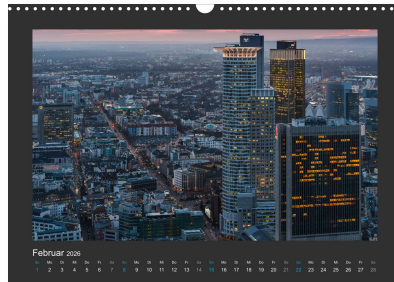 Februar 2026
So Mo Di Mi Do Fr Sa So Mo Di Mi Do Fr Sa So Mo Di Mi Do Fr Sa So Mo Di Mi Do Fr Sa
1 2 3 4 5 6 7 8 9 10 11 12 13 14 15 16 17 18 19 20 21 22 23 24 25 26 27 28